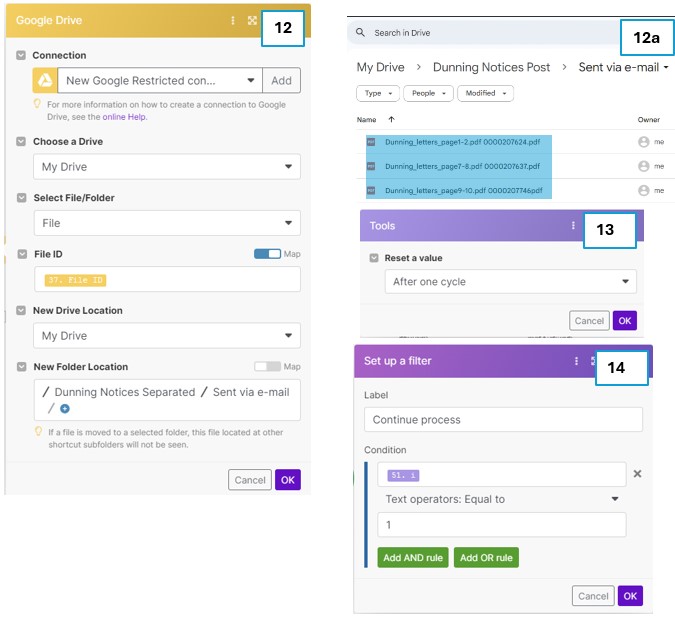 Google Drive
12
Connection
New Google Restricted con...
Add
For more information on how to create a connection to Google
Drive, see the online Help.
Choose a Drive
My Drive
Select File/Folder
File
File ID
Map
37. File ID
New Drive Location
My Drive
New Folder Location
Map
/ Dunning Notices Separated / Sent via e-mail
/
If a file is moved to a selected folder, this file located at other
shortcut subfolders will not be seen.
Cancel
OK
Search in Drive
12a
My Drive > Dunning Notices Post > Sent via e-mail
Type
People
Modified
Name
Owner
Dunning_letters_page1-2.pdf 0000207624.pdf
me
Dunning_letters_page7-8.pdf 0000207637.pdf
me
Dunning_letters_page9-10.pdf 0000207746pdf
me
Tools
13
Reset a value
After one cycle
Cancel
OK
Set up a filter
14
Label
Continue process
Condition
51. i
Text operators: Equal to
1
Add AND rule
Add OR rule
Cancel
OK